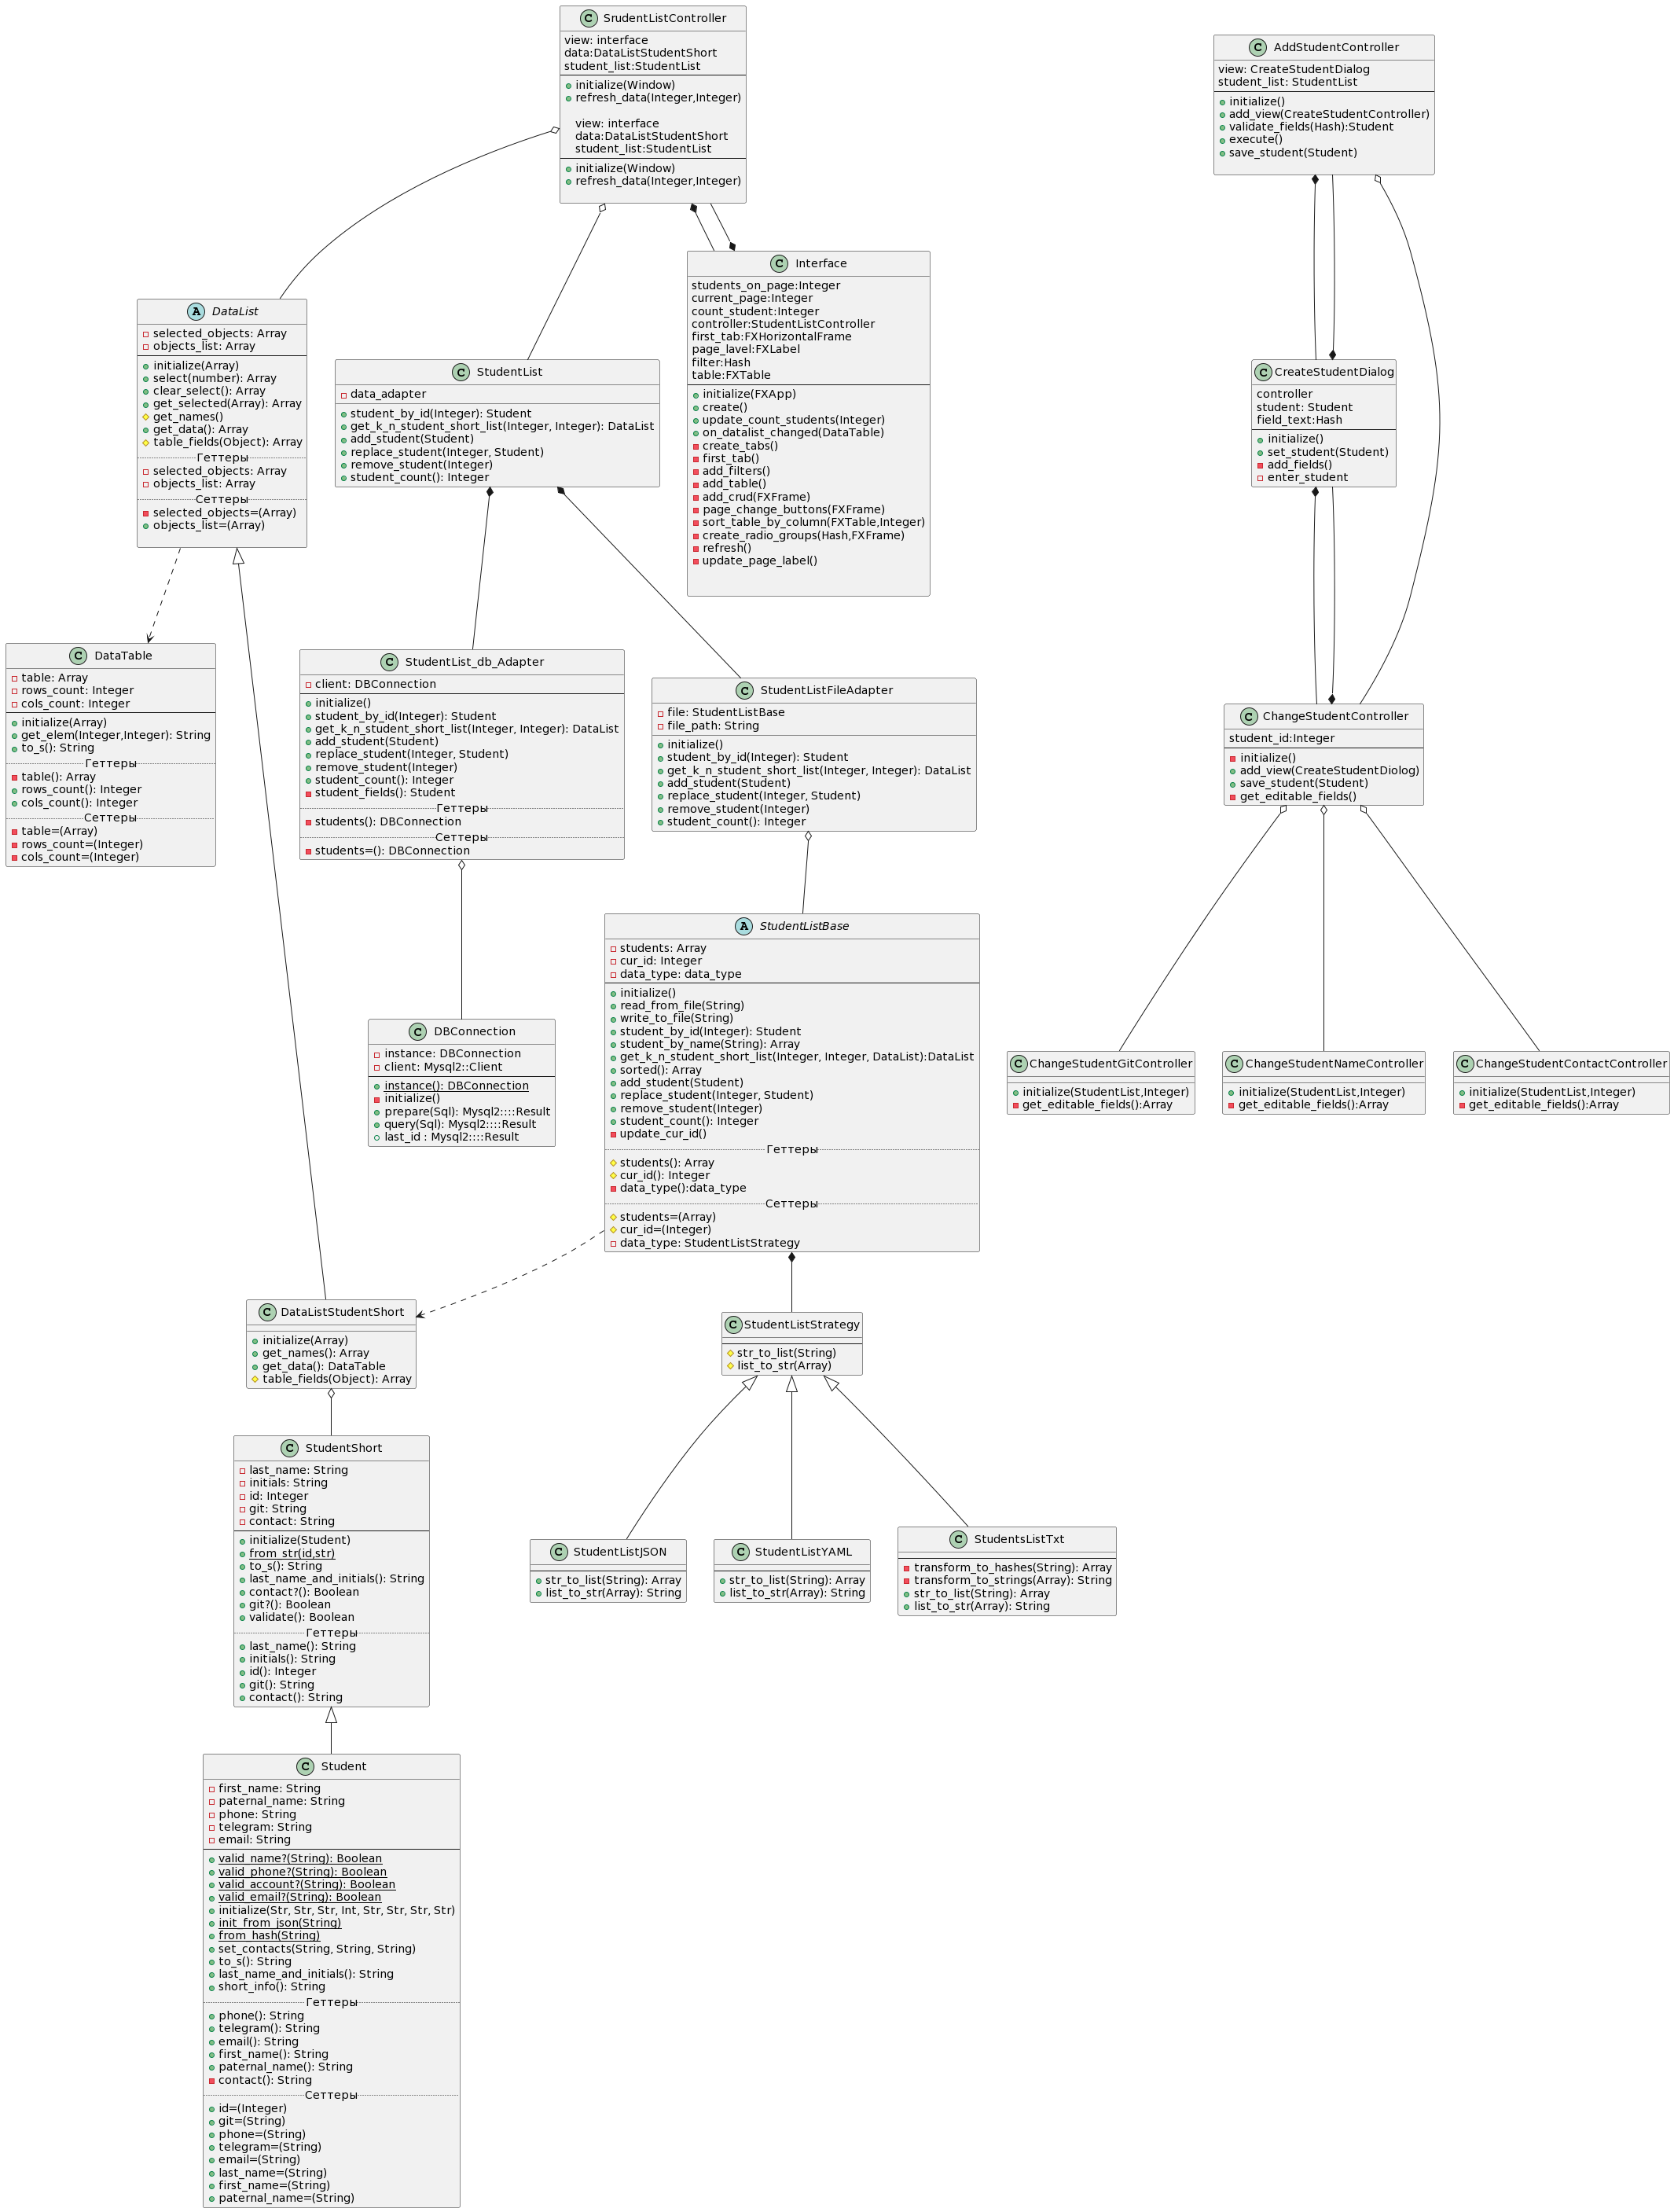 C SrudentListController
view: interface
data:DataListStudentShort
student_list:StudentList
initialize(Window)
refresh_data(Integer,Integer)
view: interface
data:DataListStudentShort
student_list:StudentList
initialize(Window)
refresh_data(Integer,Integer)
C AddStudentController
view: CreateStudentDialog
student_list: StudentList
initialize()
add_view(CreateStudentController)
validate_fields(Hash):Student
execute()
save_student(Student)
C Interface
students_on_page:Integer
current_page:Integer
count_student:Integer
controller:StudentListController
first_tab:FXHorizontalFrame
page_lavel:FXLabel
filter:Hash
table:FXTable
initialize(FXApp)
create()
update_count_students(Integer)
on_datalist_changed(DataTable)
create_tabs()
first_tab()
add_filters()
add_table()
add_crud(FXFrame)
page_change_buttons(FXFrame)
sort_table_by_column(FXTable,Integer)
create_radio_groups(Hash,FXFrame)
refresh()
update_page_label()
A DataList
selected_objects: Array
objects_list: Array
initialize(Array)
select(number): Array
clear_select(): Array
get_selected(Array): Array
get_names()
get_data(): Array
table_fields(Object): Array
Геттеры
selected_objects: Array
objects_list: Array
Сеттеры
selected_objects=(Array)
objects_list=(Array)
C StudentList
data_adapter
student_by_id(Integer): Student
get_k_n_student_short_list(Integer, Integer): DataList
add_student(Student)
replace_student(Integer, Student)
remove_student(Integer)
student_count(): Integer
C CreateStudentDialog
controller
student: Student
field_text:Hash
initialize()
set_student(Student)
add_fields()
enter_student
C DataTable
table: Array
rows_count: Integer
cols_count: Integer
initialize(Array)
get_elem(Integer,Integer): String
to_s(): String
Геттеры
table(): Array
rows_count(): Integer
cols_count(): Integer
Сеттеры
table=(Array)
rows_count=(Integer)
cols_count=(Integer)
C StudentList_db_Adapter
client: DBConnection
initialize()
student_by_id(Integer): Student
get_k_n_student_short_list(Integer, Integer): DataList
add_student(Student)
replace_student(Integer, Student)
remove_student(Integer)
student_count(): Integer
student_fields(): Student
Геттеры
students(): DBConnection
Сеттеры
students=(): DBConnection
C StudentListFileAdapter
file: StudentListBase
file_path: String
initialize()
student_by_id(Integer): Student
get_k_n_student_short_list(Integer, Integer): DataList
add_student(Student)
replace_student(Integer, Student)
remove_student(Integer)
student_count(): Integer
C ChangeStudentController
student_id:Integer
initialize()
add_view(CreateStudentDiolog)
save_student(Student)
get_editable_fields()
A StudentListBase
students: Array
cur_id: Integer
data_type: data_type
initialize()
read_from_file(String)
write_to_file(String)
student_by_id(Integer): Student
student_by_name(String): Array
get_k_n_student_short_list(Integer, Integer, DataList):DataList
sorted(): Array
add_student(Student)
replace_student(Integer, Student)
remove_student(Integer)
student_count(): Integer
update_cur_id()
Геттеры
students(): Array
cur_id(): Integer
data_type():data_type
Сеттеры
students=(Array)
cur_id=(Integer)
data_type: StudentListStrategy
C DBConnection
instance: DBConnection
client: Mysql2::Client
instance(): DBConnection
initialize()
prepare(Sql): Mysql2::::Result
query(Sql): Mysql2::::Result
last_id : Mysql2::::Result
C ChangeStudentGitController
initialize(StudentList,Integer)
get_editable_fields():Array
C ChangeStudentNameController
initialize(StudentList,Integer)
get_editable_fields():Array
C ChangeStudentContactController
initialize(StudentList,Integer)
get_editable_fields():Array
C DataListStudentShort
initialize(Array)
get_names(): Array
get_data(): DataTable
table_fields(Object): Array
C StudentListStrategy
str_to_list(String)
list_to_str(Array)
C StudentShort
last_name: String
initials: String
id: Integer
git: String
contact: String
initialize(Student)
from_str(id,str)
to_s(): String
last_name_and_initials(): String
contact?(): Boolean
git?(): Boolean
validate(): Boolean
Геттеры
last_name(): String
initials(): String
id(): Integer
git(): String
contact(): String
C StudentListJSON
str_to_list(String): Array
list_to_str(Array): String
C StudentListYAML
str_to_list(String): Array
list_to_str(Array): String
C StudentsListTxt
transform_to_hashes(String): Array
transform_to_strings(Array): String
str_to_list(String): Array
list_to_str(Array): String
C Student
first_name: String
paternal_name: String
phone: String
telegram: String
email: String
valid_name?(String): Boolean
valid_phone?(String): Boolean
valid_account?(String): Boolean
valid_email?(String): Boolean
initialize(Str, Str, Str, Int, Str, Str, Str, Str)
init_from_json(String)
from_hash(String)
set_contacts(String, String, String)
to_s(): String
last_name_and_initials(): String
short_info(): String
Геттеры
phone(): String
telegram(): String
email(): String
first_name(): String
paternal_name(): String
contact(): String
Сеттеры
id=(Integer)
git=(String)
phone=(String)
telegram=(String)
email=(String)
last_name=(String)
first_name=(String)
paternal_name=(String)